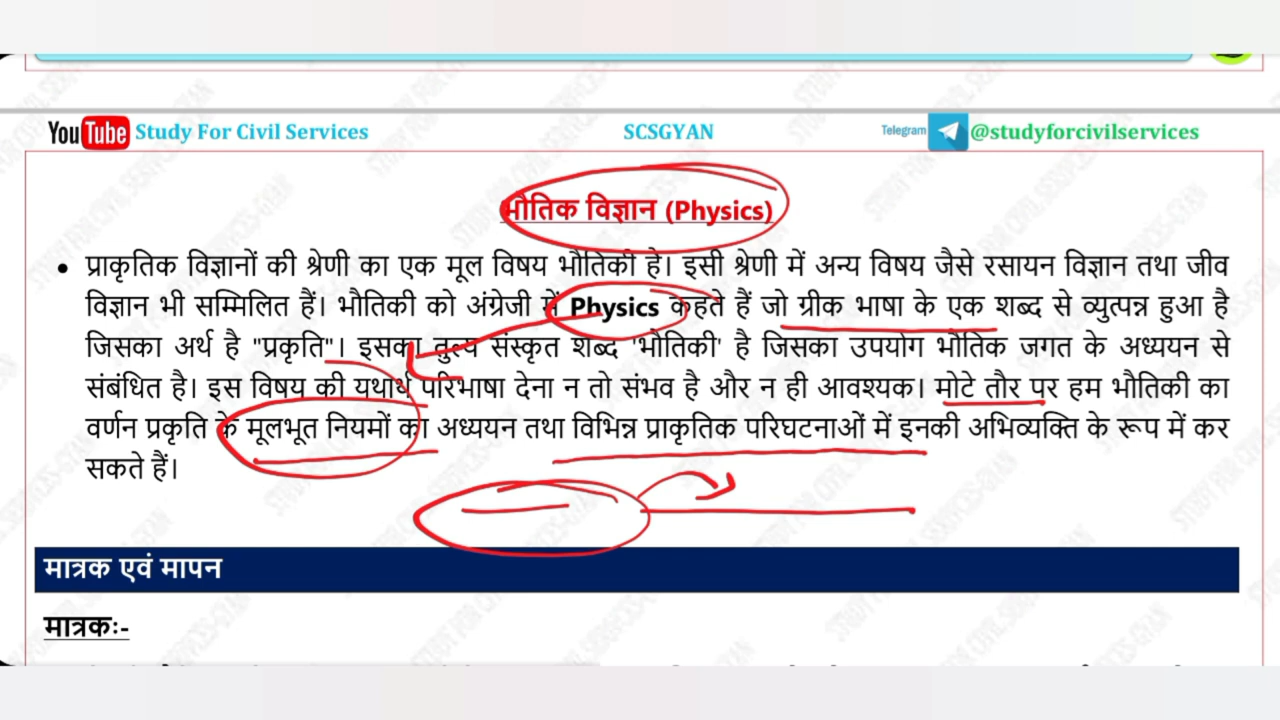 YouTube Study For Civil Services SCSGYAN Telegram @studyforcivilservices
भौतिक विज्ञान (Physics)
• प्राकृतिक विज्ञानों की श्रेणी का एक मूल विषय भौतिकी है। इसी श्रेणी में अन्य विषय जैसे रसायन विज्ञान तथा जीव
विज्ञान भी सम्मिलित हैं। भौतिकी को अंग्रेजी में Physics कहते हैं जो ग्रीक भाषा के एक शब्द से व्युत्पन्न हुआ है
जिसका अर्थ है "प्रकृति"। इसका तुल्य संस्कृत शब्द 'भौतिकी' है जिसका उपयोग भौतिक जगत के अध्ययन से
संबंधित है। इस विषय की यथार्थ परिभाषा देना न तो संभव है और न ही आवश्यक। मोटे तौर पर हम भौतिकी का
वर्णन प्रकृति के मूलभूत नियमों का अध्ययन तथा विभिन्न प्राकृतिक परिघटनाओं में इनकी अभिव्यक्ति के रूप में कर
सकते हैं।
मात्रक एवं मापन
मात्रकः-